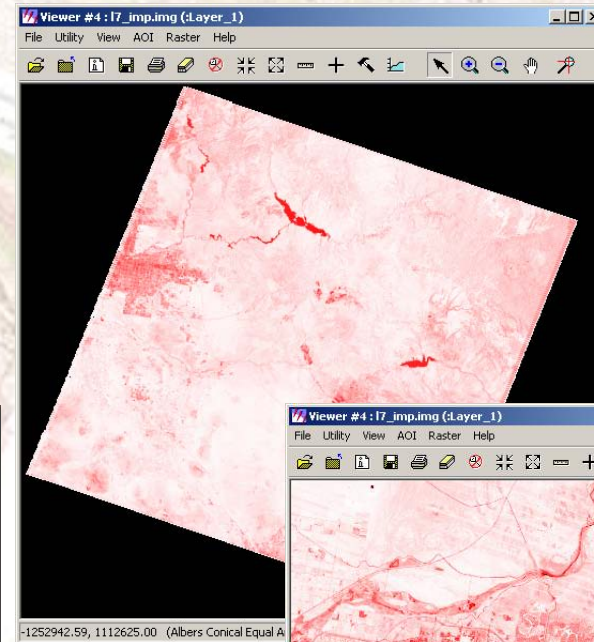 Viewer #4 : l7_imp.img (:Layer_1)
File Utility View AOI Raster Help
-1252942.59, 1112625.00 (Albers Conical Equal A
Viewer #4 : l7_imp.img (:Layer_1)
File Utility View AOI Raster Help